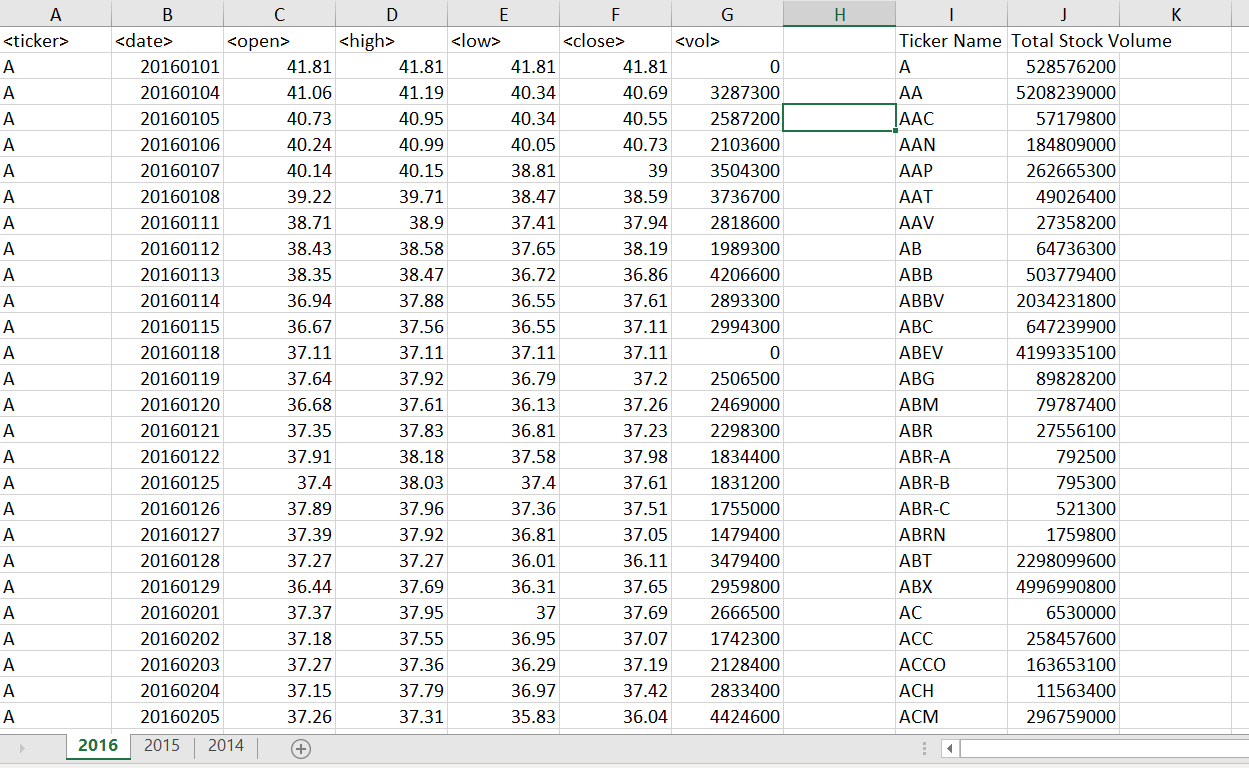 A B C D E F G H I J K
<ticker> <date> <open> <high> <low> <close> <vol> Ticker Name Total Stock Volume
A 20160101 41.81 41.81 41.81 41.81 0 A 528576200
A 20160104 41.06 41.19 40.34 40.69 3287300 AA 5208239000
A 20160105 40.73 40.95 40.34 40.55 2587200 AAC 57179800
A 20160106 40.24 40.99 40.05 40.73 2103600 AAN 184809000
A 20160107 40.14 40.15 38.81 39 3504300 AAP 262665300
A 20160108 39.22 39.71 38.47 38.59 3736700 AAT 49026400
A 20160111 38.71 38.9 37.41 37.94 2818600 AAV 27358200
A 20160112 38.43 38.58 37.65 38.19 1989300 AB 64736300
A 20160113 38.35 38.47 36.72 36.86 4206600 ABB 503779400
A 20160114 36.94 37.88 36.55 37.61 2893300 ABBV 2034231800
A 20160115 36.67 37.56 36.55 37.11 2994300 ABC 647239900
A 20160118 37.11 37.11 37.11 37.11 0 ABEV 4199335100
A 20160119 37.64 37.92 36.79 37.2 2506500 ABG 89828200
A 20160120 36.68 37.61 36.13 37.26 2469000 ABM 79787400
A 20160121 37.35 37.83 36.81 37.23 2298300 ABR 27556100
A 20160122 37.91 38.18 37.58 37.98 1834400 ABR-A 792500
A 20160125 37.4 38.03 37.4 37.61 1831200 ABR-B 795300
A 20160126 37.89 37.96 37.36 37.51 1755000 ABR-C 521300
A 20160127 37.39 37.92 36.81 37.05 1479400 ABRN 1759800
A 20160128 37.27 37.27 36.01 36.11 3479400 ABT 2298099600
A 20160129 36.44 37.69 36.31 37.65 2959800 ABX 4996990800
A 20160201 37.37 37.95 37 37.69 2666500 AC 6530000
A 20160202 37.18 37.55 36.95 37.07 1742300 ACC 258457600
A 20160203 37.27 37.36 36.29 37.19 2128400 ACCO 163653100
A 20160204 37.15 37.79 36.97 37.42 2833400 ACH 11563400
A 20160205 37.26 37.31 35.83 36.04 4424600 ACM 296759000
2016 2015 2014